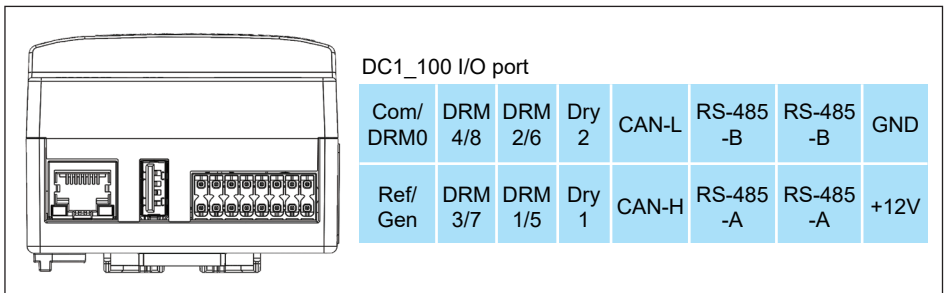 DC1_100 I/O port
Com/ DRM DRM Dry CAN-L RS-485 RS-485 GND
DRM0 4/8 2/6 2 -B -B
Ref/ DRM DRM Dry CAN-H RS-485 RS-485 +12V
Gen 3/7 1/5 1 -A -A